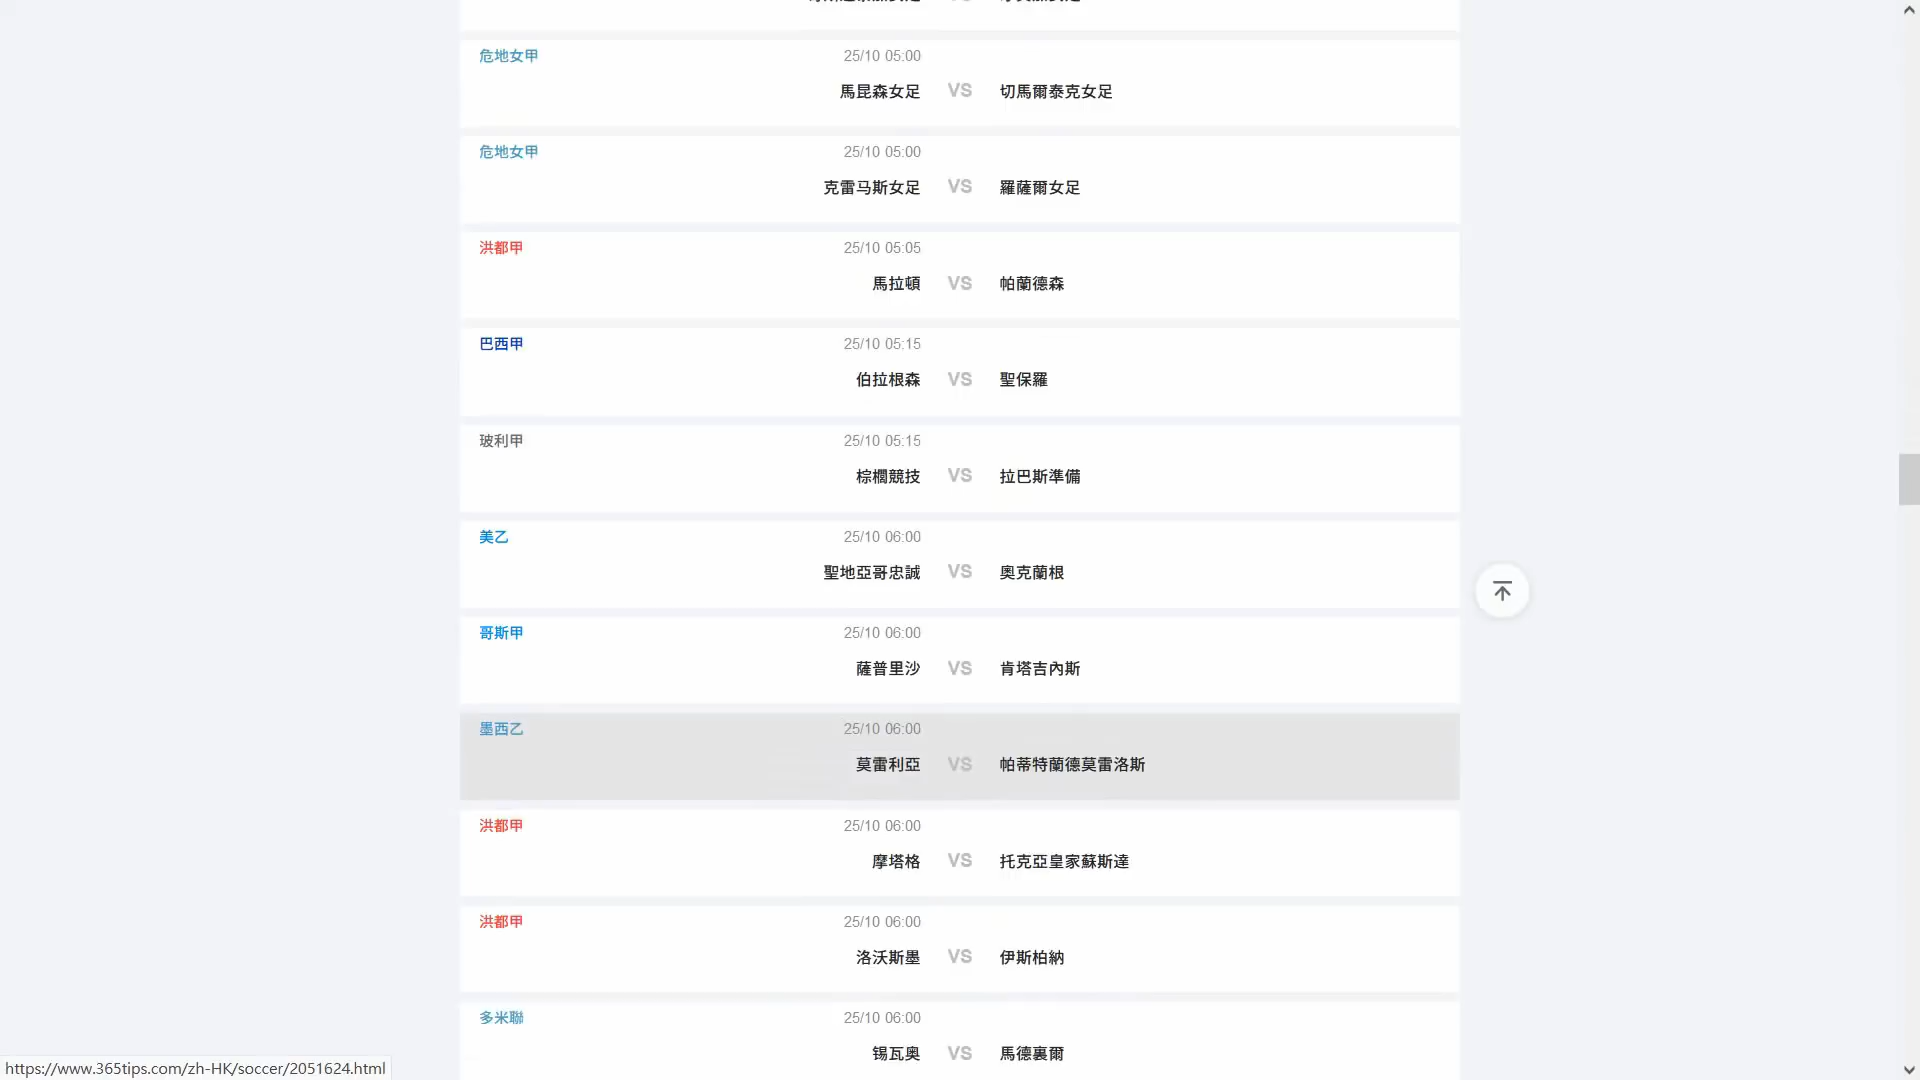 危地女甲
25/10 05:00
馬昆森女足 VS 切馬爾泰克女足
危地女甲
25/10 05:00
克雷马斯女足 VS 羅薩爾女足
洪都甲
25/10 05:05
馬拉頓 VS 帕蘭德森
巴西甲
25/10 05:15
伯拉根森 VS 聖保羅
玻利甲
25/10 05:15
棕櫚競技 VS 拉巴斯準備
美乙
25/10 06:00
聖地亞哥忠誠 VS 奧克蘭根
哥斯甲
25/10 06:00
薩普里沙 VS 肯塔吉內斯
墨西乙
25/10 06:00
莫雷利亞 VS 帕蒂特蘭德莫雷洛斯
洪都甲
25/10 06:00
摩塔格 VS 托克亞皇家蘇斯達
洪都甲
25/10 06:00
洛沃斯墨 VS 伊斯柏納
多米聯
25/10 06:00
锡瓦奥 VS 馬德裏爾
https://www.365tips.com/zh-HK/soccer/2051624.html